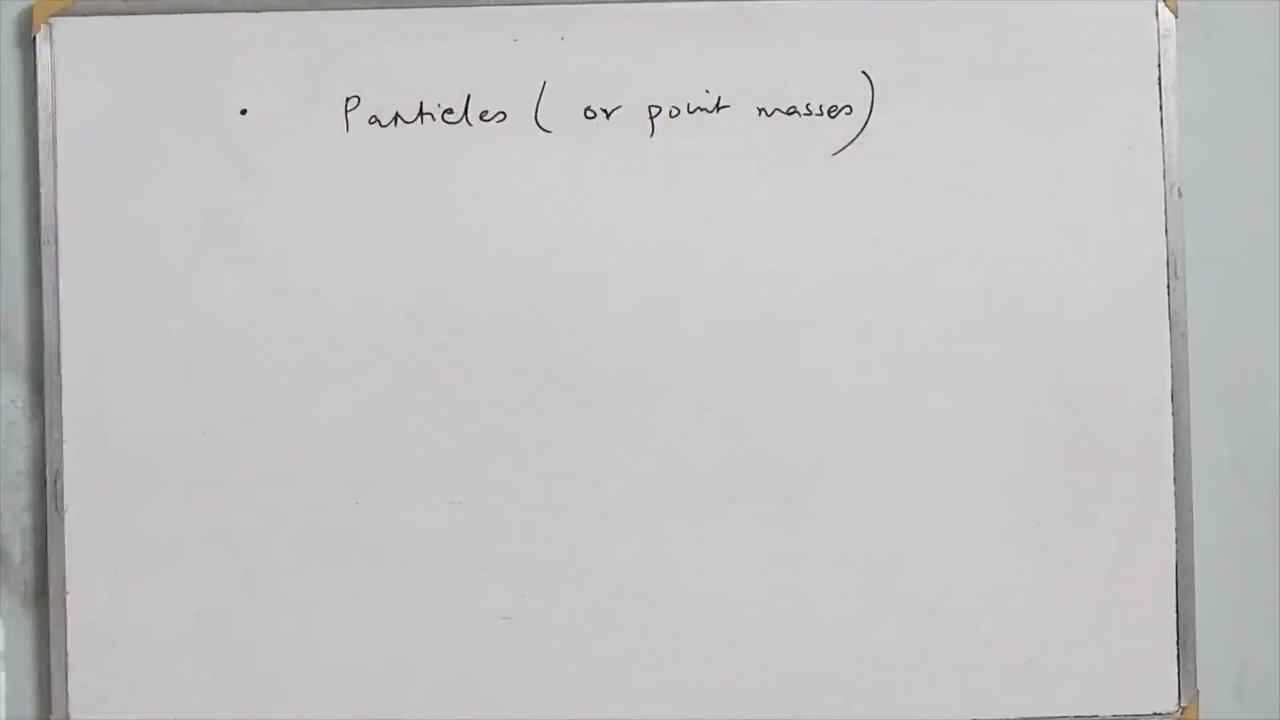 • Particles ( or point masses)